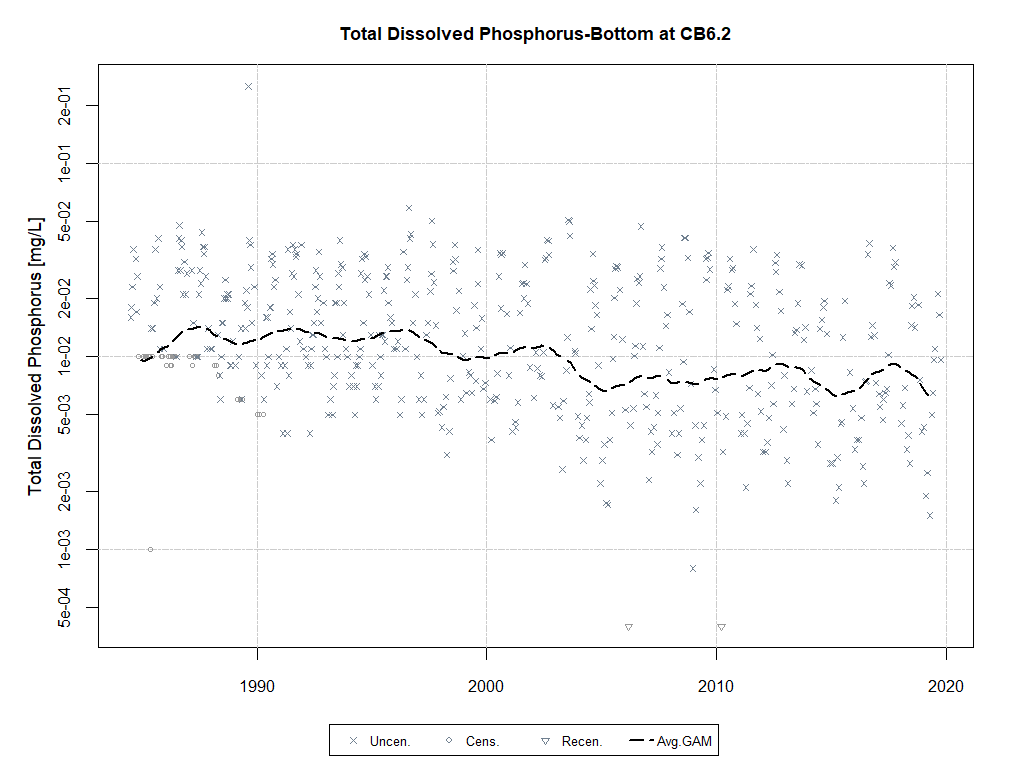 Total Dissolved Phosphorus-Bottom at CB6.2
Total Dissolved Phosphorus [mg/L]
2e-01
1e-01
5e-02
2e-02
1e-02
5e-03
2e-03
1e-03
5e-04
1990 2000 2010 2020
Uncen. Cens. Recen. Avg.GAM